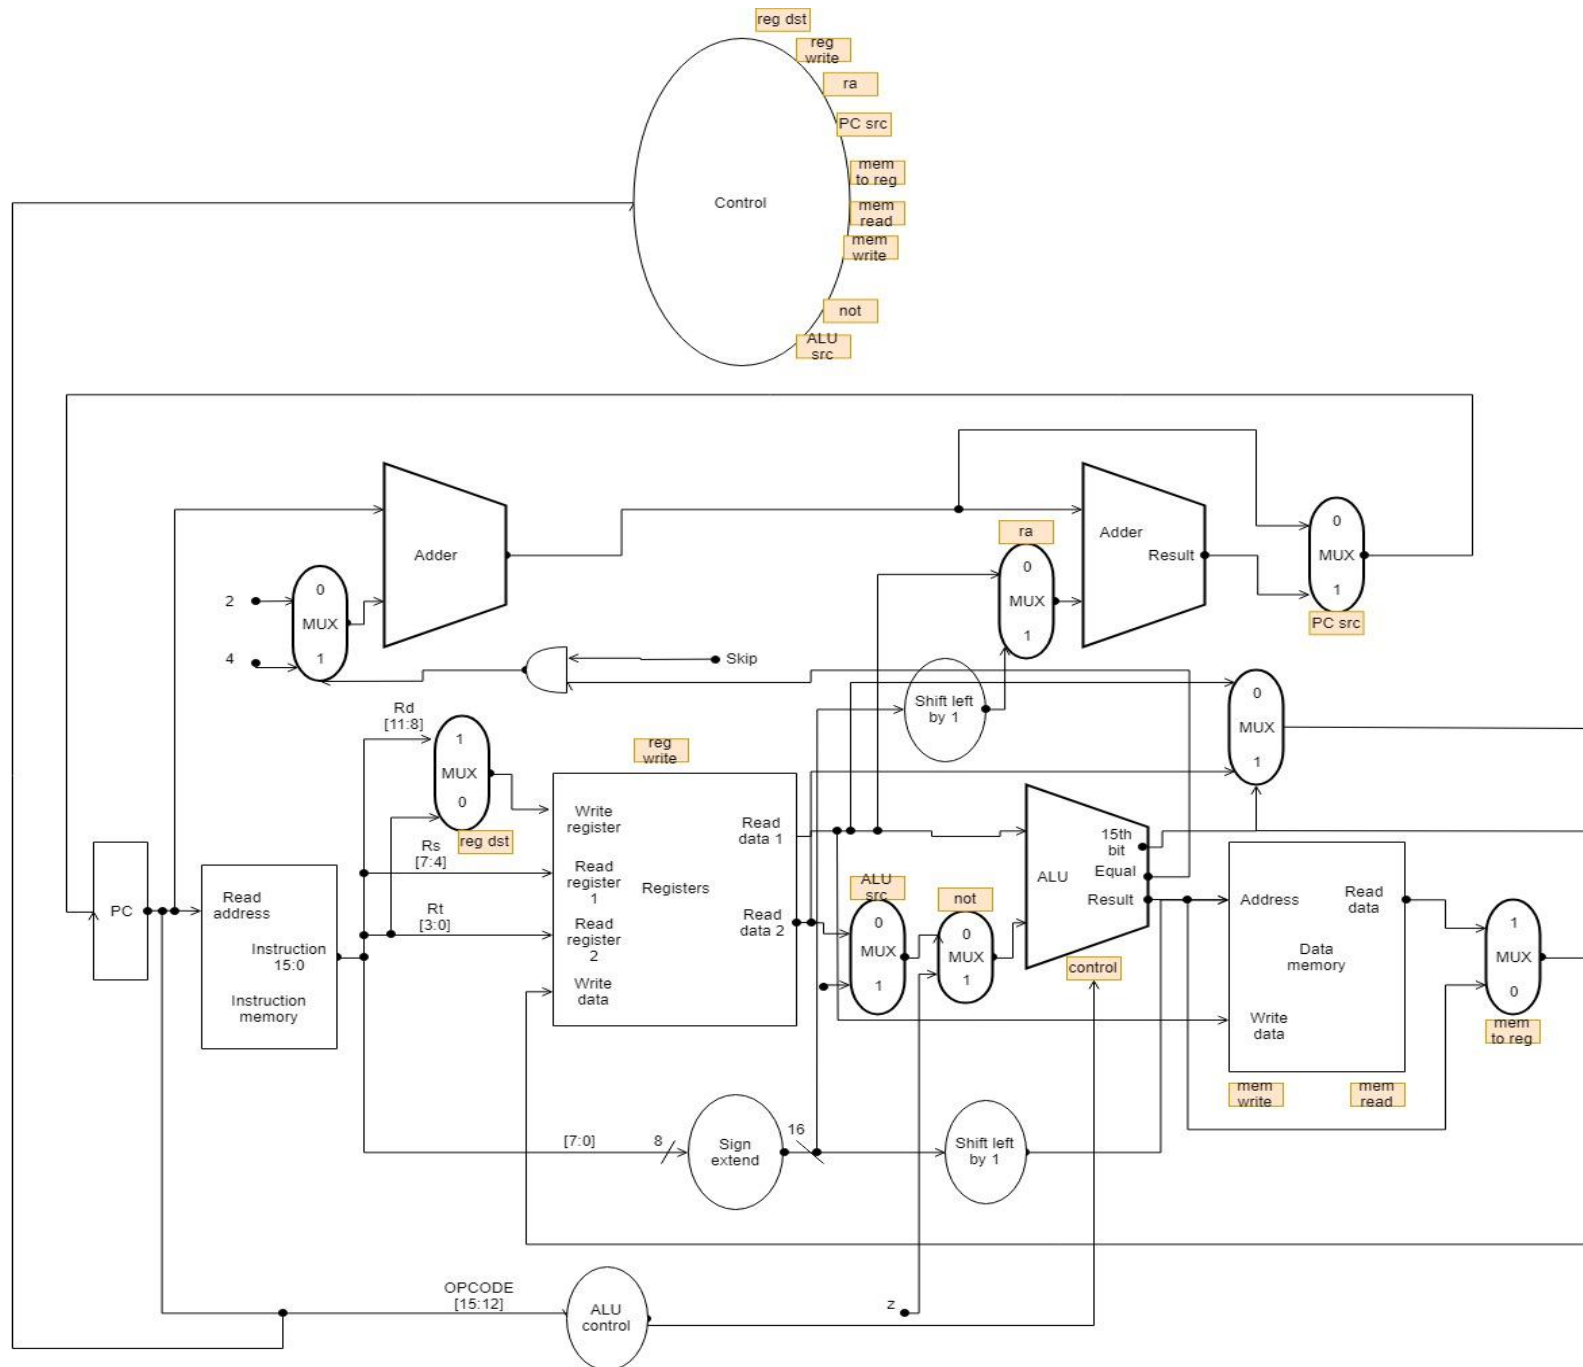 reg dst
reg
write
ra
PC src
mem
to reg
mem
read
mem
write
not
ALU
src
Control
Adder
2
4
0
MUX
1
Skip
ra
0
MUX
1
Adder
Result
0
MUX
1
PC src
Shift left
by 1
0
MUX
1
Rd
[11:8]
1
MUX
0
reg dst
Rs
[7:4]
Rt
[3:0]
reg
write
Write
register
Read
register
1
Read
register
2
Write
data
Registers
Read
data 1
Read
data 2
ALU
src
0
MUX
1
not
0
MUX
1
ALU
15th
bit
Equal
Result
control
Address
Read
data
Data
memory
Write
data
mem
write
mem
read
1
MUX
0
mem
to reg
PC
Read
address
Instruction
15:0
Instruction
memory
[7:0]
8
Sign
extend
16
Shift left
by 1
OPCODE
[15:12]
ALU
control
z